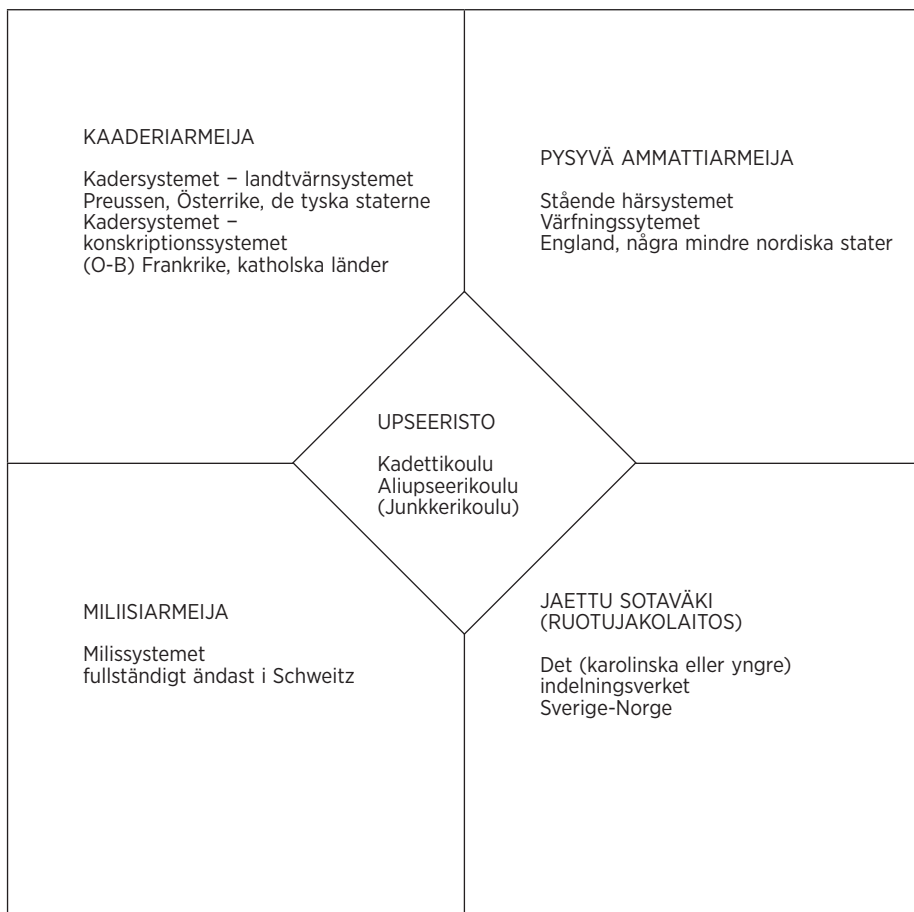 KAADERIARMEIJA
Kadersystemet – landtvärnsystemet
Preussen, Österrike, de tyska staterne
Kadersystemet –
konskriptionssystemet
(O-B) Frankrike, katholska länder
PYSYVÄ AMMATTIARMEIJA
Stående härsystemet
Värfningssytemet
England, några mindre nordiska stater
UPSEERISTO
Kadettikoulu
Aliupseerikoulu
(Junkkerikoulu)
MILIISIARMEIJA
Milissystemet
fullständigt ändast i Schweitz
JAETTU SOTAVÄKI
(RUOTUJAKOLAITOS)
Det (karolinska eller yngre)
indelningsverket
Sverige-Norge